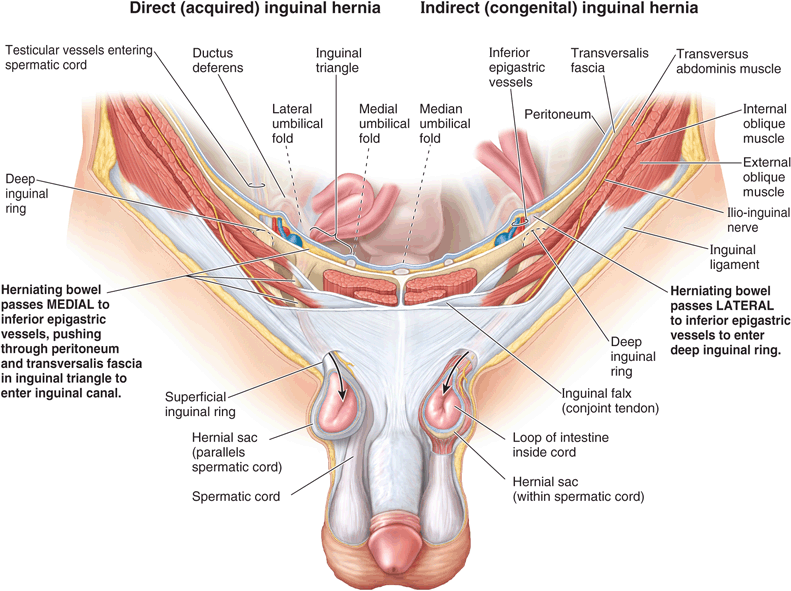 Direct (acquired) inguinal hernia
Indirect (congenital) inguinal hernia
Testicular vessels entering
spermatic cord
Ductus
deferens
Inguinal
triangle
Inferior
epigastric
vessels
Transversalis
fascia
Transversus
abdominis muscle
Lateral
umbilical
fold
Medial
umbilical
fold
Median
umbilical
fold
Peritoneum
Internal
oblique
muscle
External
oblique
muscle
Deep
inguinal
ring
Ilio-inguinal
nerve
Inguinal
ligament
Herniating bowel
passes MEDIAL to
inferior epigastric
vessels, pushing
through peritoneum
and transversalis fascia
in inguinal triangle to
enter inguinal canal.
Herniating bowel
passes LATERAL
to inferior epigastric
vessels to enter
deep inguinal ring.
Deep
inguinal
ring
Superficial
inguinal ring
Inguinal falx
(conjoint tendon)
Hernial sac
(parallels
spermatic cord)
Loop of intestine
inside cord
Spermatic cord
Hernial sac
(within spermatic cord)